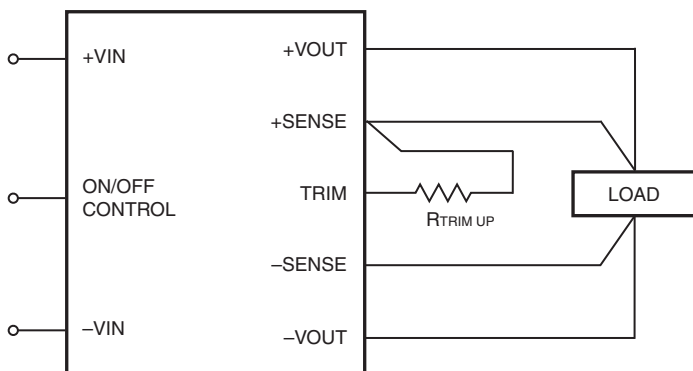 +VIN
ON/OFF
CONTROL
–VIN
+VOUT
+SENSE
TRIM
–SENSE
–VOUT
RTRIM UP
LOAD